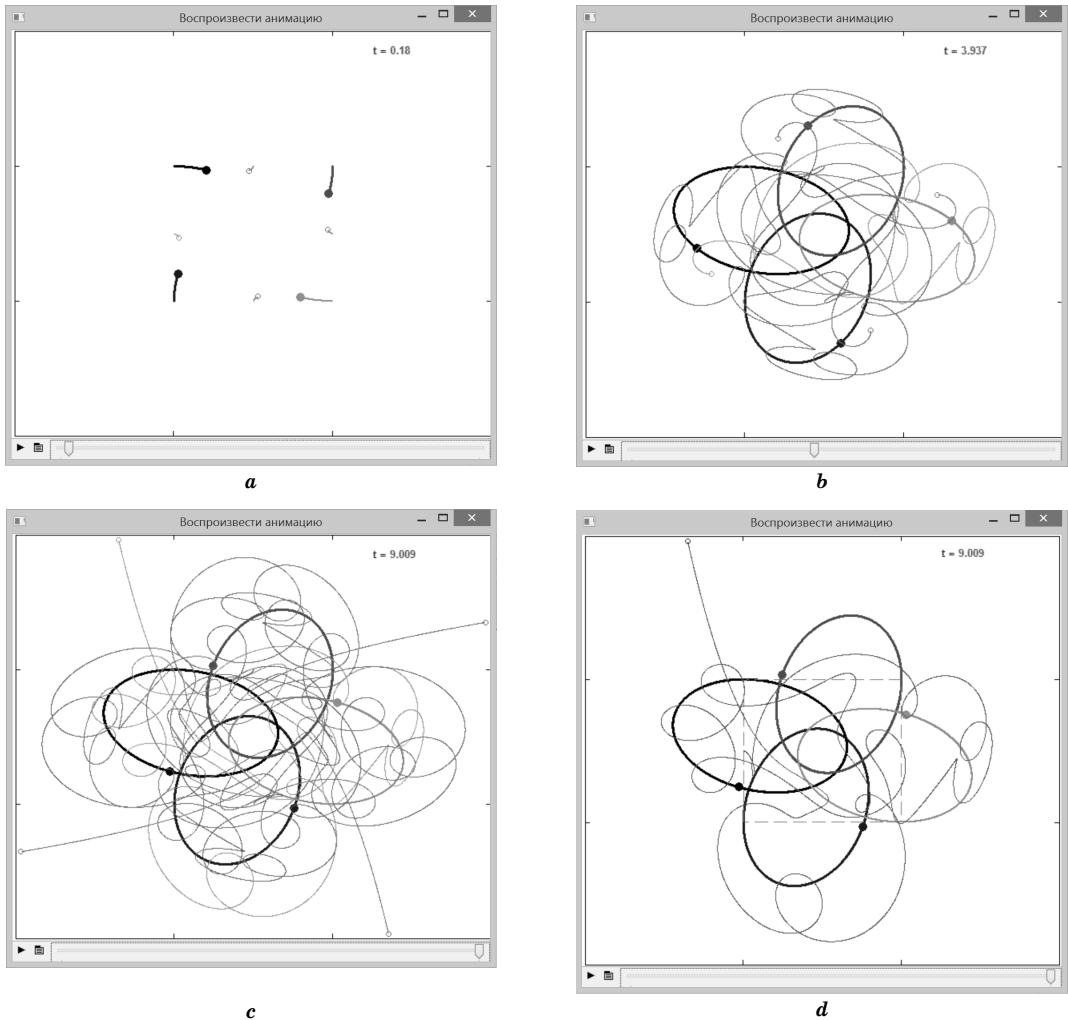 Воспроизвести анимацию
t = 0.18
a
Воспроизвести анимацию
t = 3.937
b
Воспроизвести анимацию
t = 9.009
c
Воспроизвести анимацию
t = 9.009
d